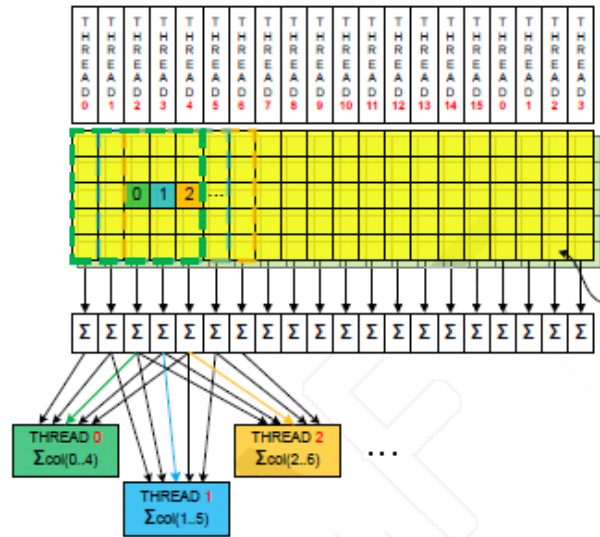 THREAD 0 THREAD 1 THREAD 2 THREAD 3 THREAD 4 THREAD 5 THREAD 6 THREAD 7 THREAD 8 THREAD 9 THREAD 10 THREAD 11 THREAD 12 THREAD 13 THREAD 14 THREAD 15 THREAD 0 THREAD 1 THREAD 2 THREAD 3
0 1 2 ...
Σ Σ Σ Σ Σ Σ Σ Σ Σ Σ Σ Σ Σ Σ Σ Σ Σ Σ Σ Σ
THREAD 0
Σcol(0..4)
THREAD 2
Σcol(2..6)
...
THREAD 1
Σcol(1..5)